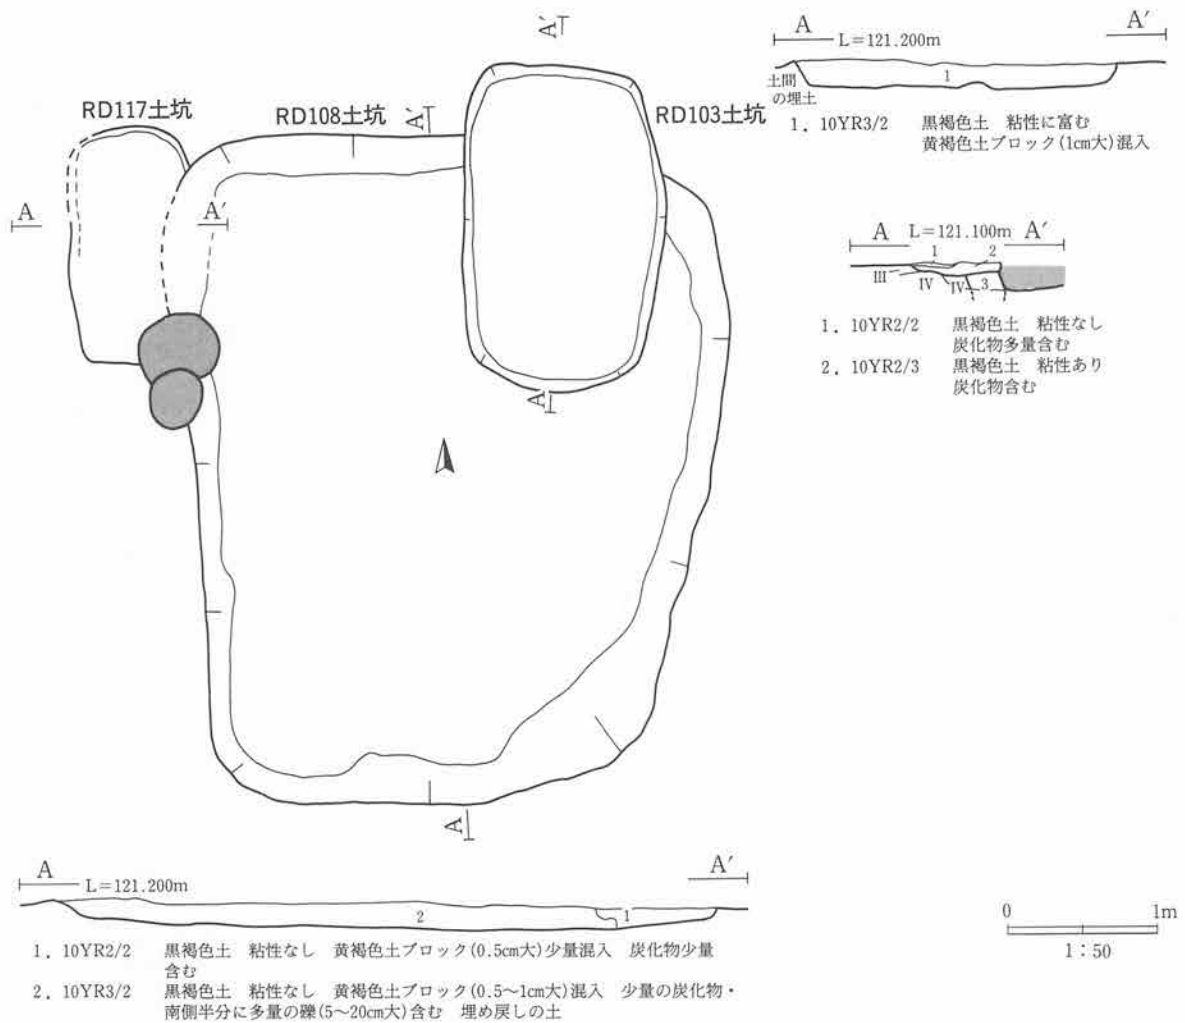 A A′
L=121.200m
土間
の埋土
1
1. 10YR3/2 黒褐色土 粘性に富む
黄褐色土ブロック(1cm大)混入
A′
RD117土坑
RD108土坑
A′
RD103土坑
A
A′
A
A
A L=121.100m A′
1 2
III IV IV 3
1. 10YR2/2 黒褐色土 粘性なし
炭化物多量含む
2. 10YR2/3 黒褐色土 粘性あり
炭化物含む
A A′
L=121.200m
2 1
1. 10YR2/2 黒褐色土 粘性なし 黄褐色土ブロック(0.5cm大)少量混入 炭化物少量
含む
2. 10YR3/2 黒褐色土 粘性なし 黄褐色土ブロック(0.5〜1cm大)混入 少量の炭化物・
南側半分に多量の礫(5〜20cm大)含む 埋め戻しの土
0 1m
1:50